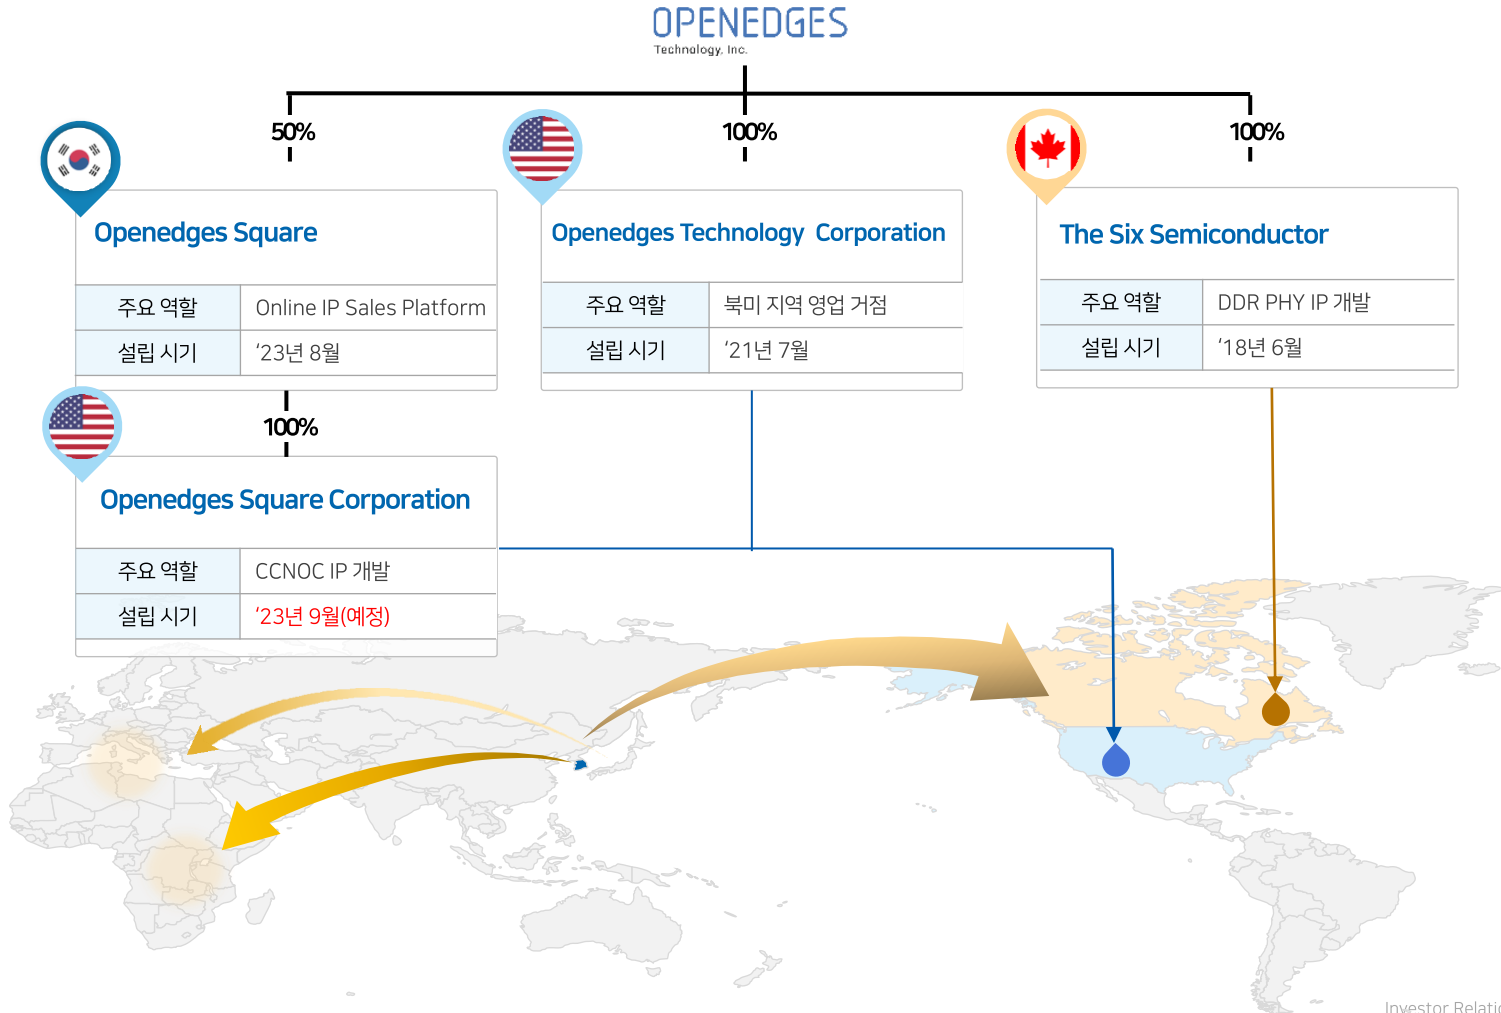 OPENEDGES
Technology, Inc.
50%
100%
100%
Openedges Square
주요 역할 Online IP Sales Platform
설립 시기 ‘23년 8월
Openedges Technology Corporation
주요 역할 북미 지역 영업 거점
설립 시기 ‘21년 7월
The Six Semiconductor
주요 역할 DDR PHY IP 개발
설립 시기 ‘18년 6월
100%
Openedges Square Corporation
주요 역할 CCNOC IP 개발
설립 시기 ‘23년 9월(예정)
Investor Relatio